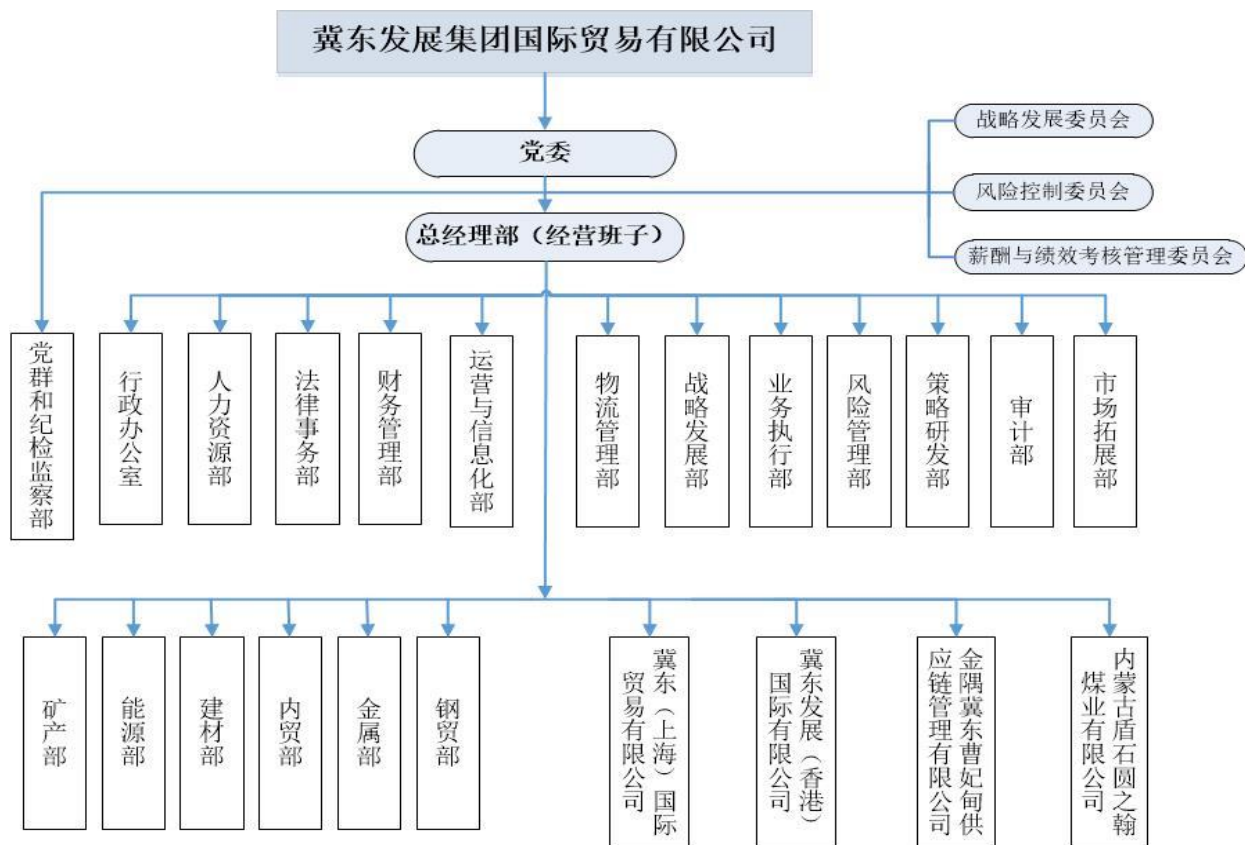 冀东发展集团国际贸易有限公司
党委
战略发展委员会
风险控制委员会
总经理部（经营班子）
薪酬与绩效考核管理委员会
党群和纪检监察部
行政办公室
人力资源部
法律事务部
财务管理部
运营与信息化部
物流管理部
战略发展部
业务执行部
风险管理部
策略研发部
审计部
市场拓展部
矿产部
能源部
建材部
内贸部
金属部
钢贸部
冀东（上海）国际
贸易有限公司
冀东发展（香港）
国际有限公司
金隅冀东曹妃甸供
应链管理有限公司
内蒙古盾石圆之翰
煤业有限公司